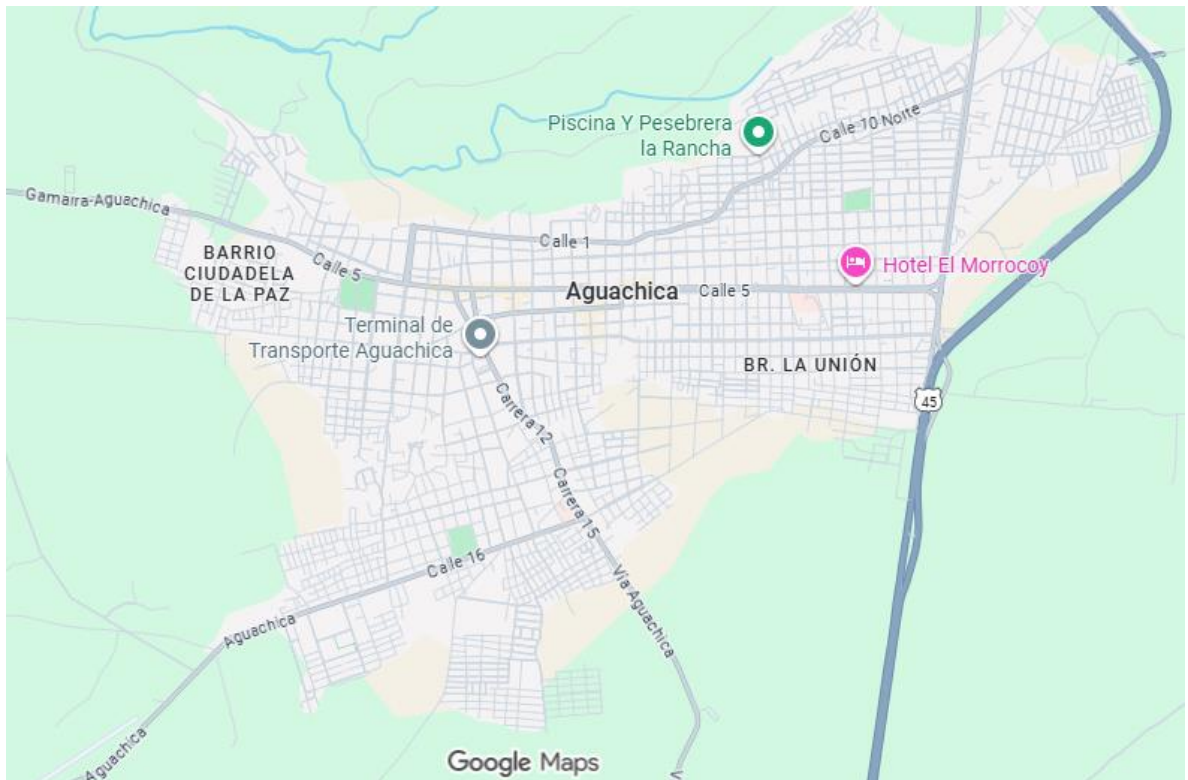 Piscina Y Pesebrera
la Rancha
Calle 10 Norte
Gamarra-Aguachica
Calle 1
BARRIO
CIUDADELA
DE LA PAZ
Calle 5
Hotel El Morrocoy
Aguachica
Calle 5
Terminal de
Transporte Aguachica
BR. LA UNIÓN
Carrera 12
45
Carrera 15
Calle 16
Vía Aguachica
Aguachica
Aguachica
V
Google Maps